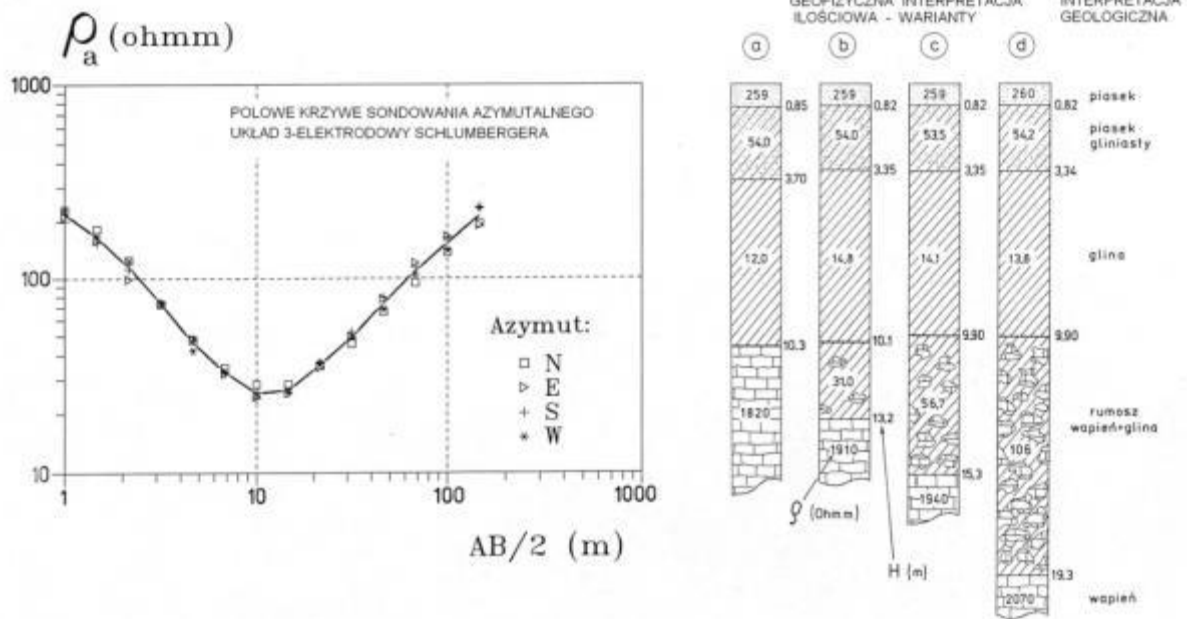 ρa (ohmm)
1000
100
10
1
10
100
1000
AB/2 (m)
POLOWE KRZYWE SONDOWANIA AZYMUTALNEGO
UKŁAD 3-ELEKTRODOWY SCHLUMBERGERA
Azymut:
□ N
▷ E
+ S
* W
GEOFIZYCZNA INTERPRETACJA
ILOŚCIOWA - WARIANTY
INTERPRETACJA
GEOLOGICZNA
a
b
c
d
259
0,85
54,0
3,70
12,0
10,3
1820
259
0,82
54,0
3,35
14,8
10,1
31,0
13,2
1910
ρ (Ohmm)
H (m)
259
0,82
53,5
3,35
14,1
9,90
56,7
15,3
1940
260
0,82
54,2
3,34
13,6
9,90
106
19,3
2070
piasek
piasek
gliniasty
glina
rumosz
wapień+glina
wapień